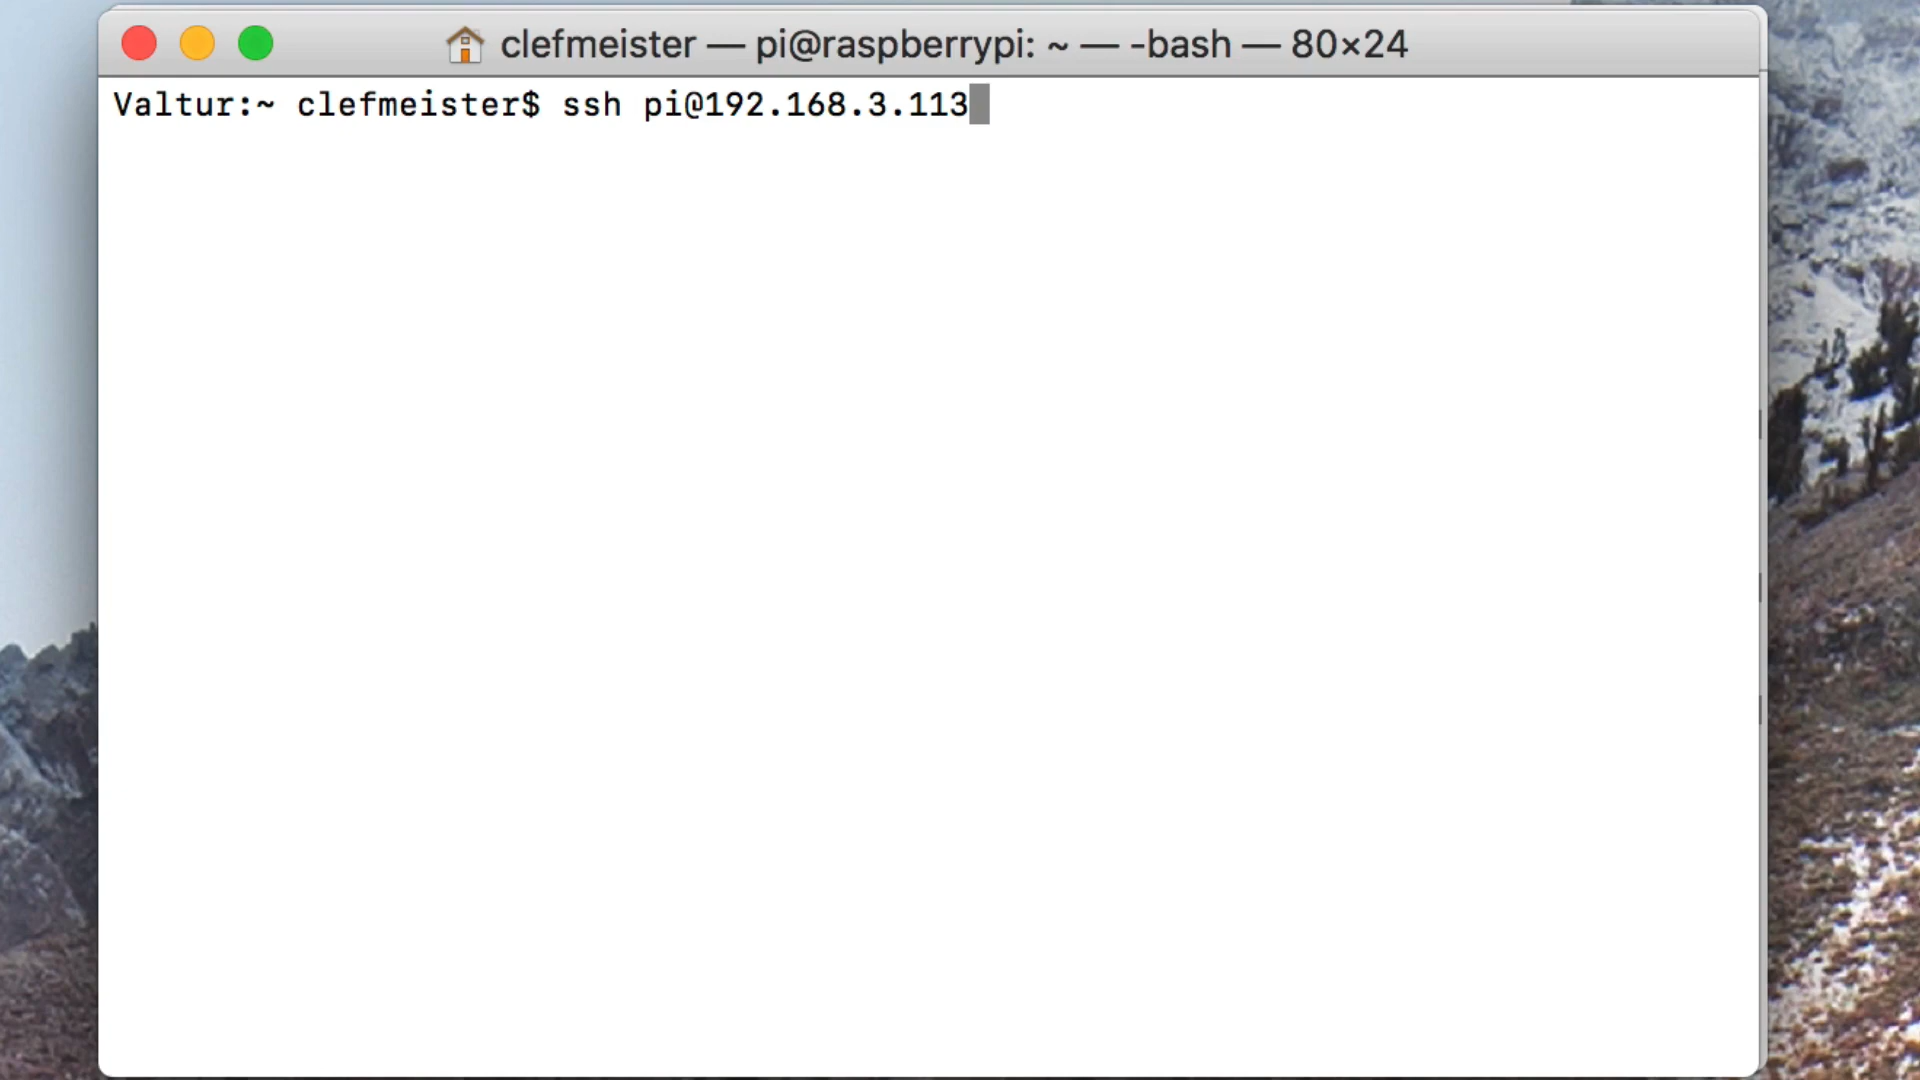 clefmeister — pi@raspberrypi: ~ — -bash — 80×24
Valtur:~ clefmeister$ ssh pi@192.168.3.113